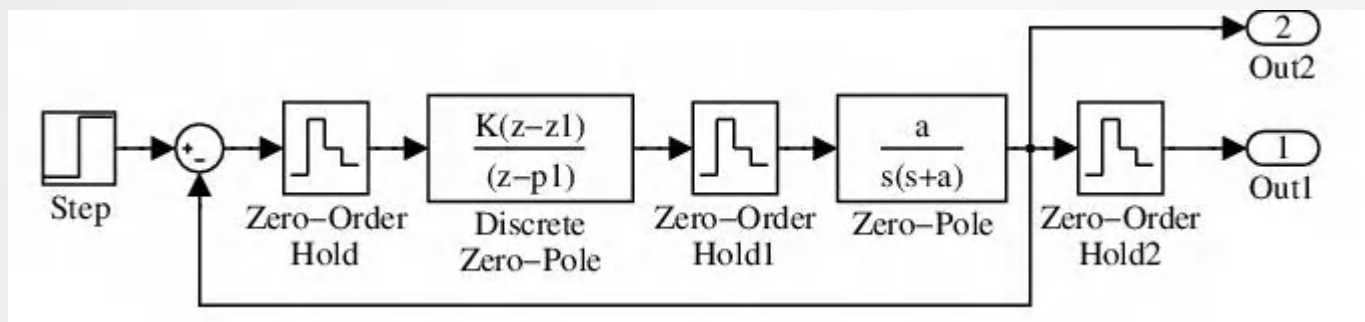 2
Out2
K(z−z1)
(z−p1)
a
s(s+a)
1
Out1
+
−
Step
Zero−Order
Hold
Discrete
Zero−Pole
Zero−Order
Hold1
Zero−Pole
Zero−Order
Hold2